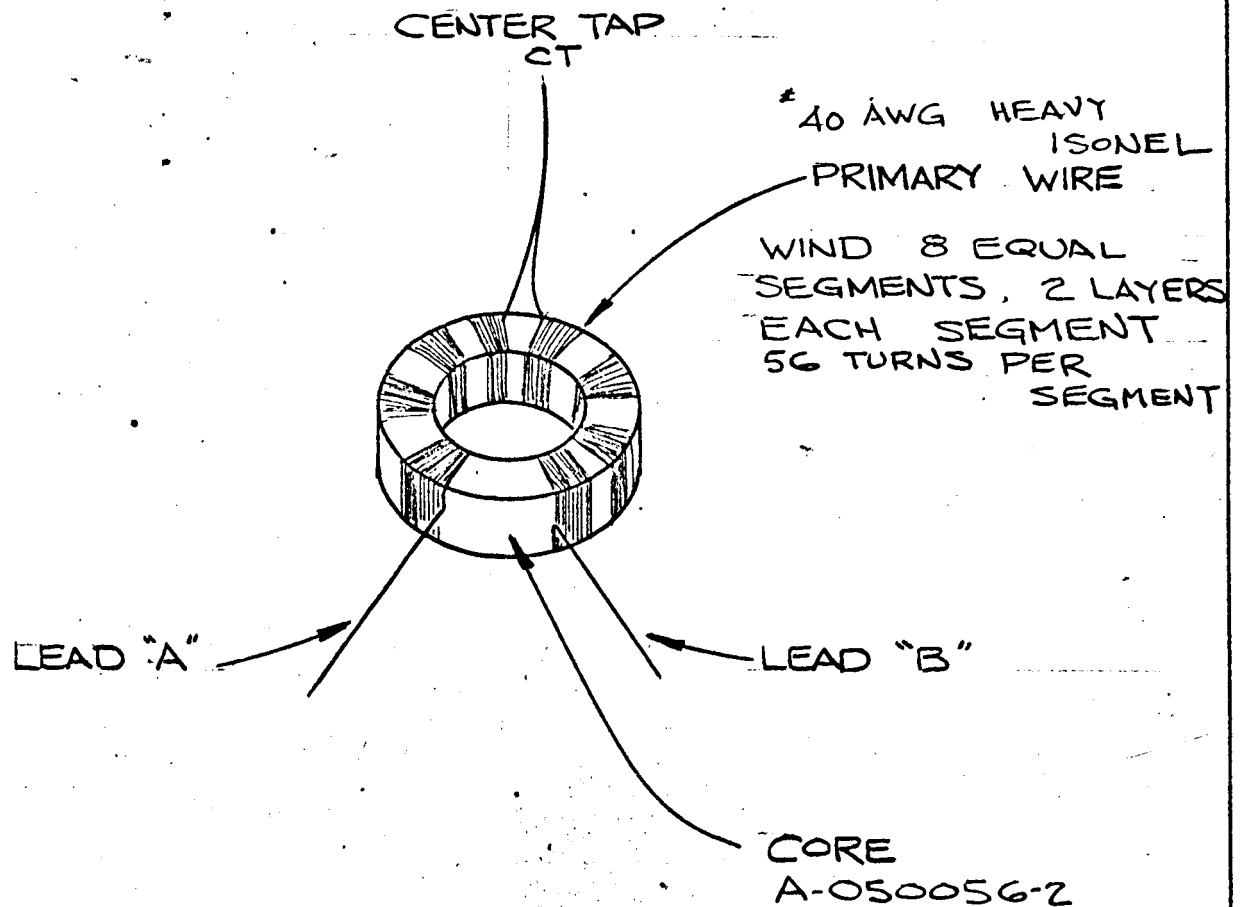 CENTER TAP
CT
#40 AWG HEAVY
ISONEL
PRIMARY WIRE
WIND 8 EQUAL
SEGMENTS, 2 LAYERS
EACH SEGMENT
56 TURNS PER
SEGMENT
LEAD "A"
LEAD "B"
CORE
A-050056-2